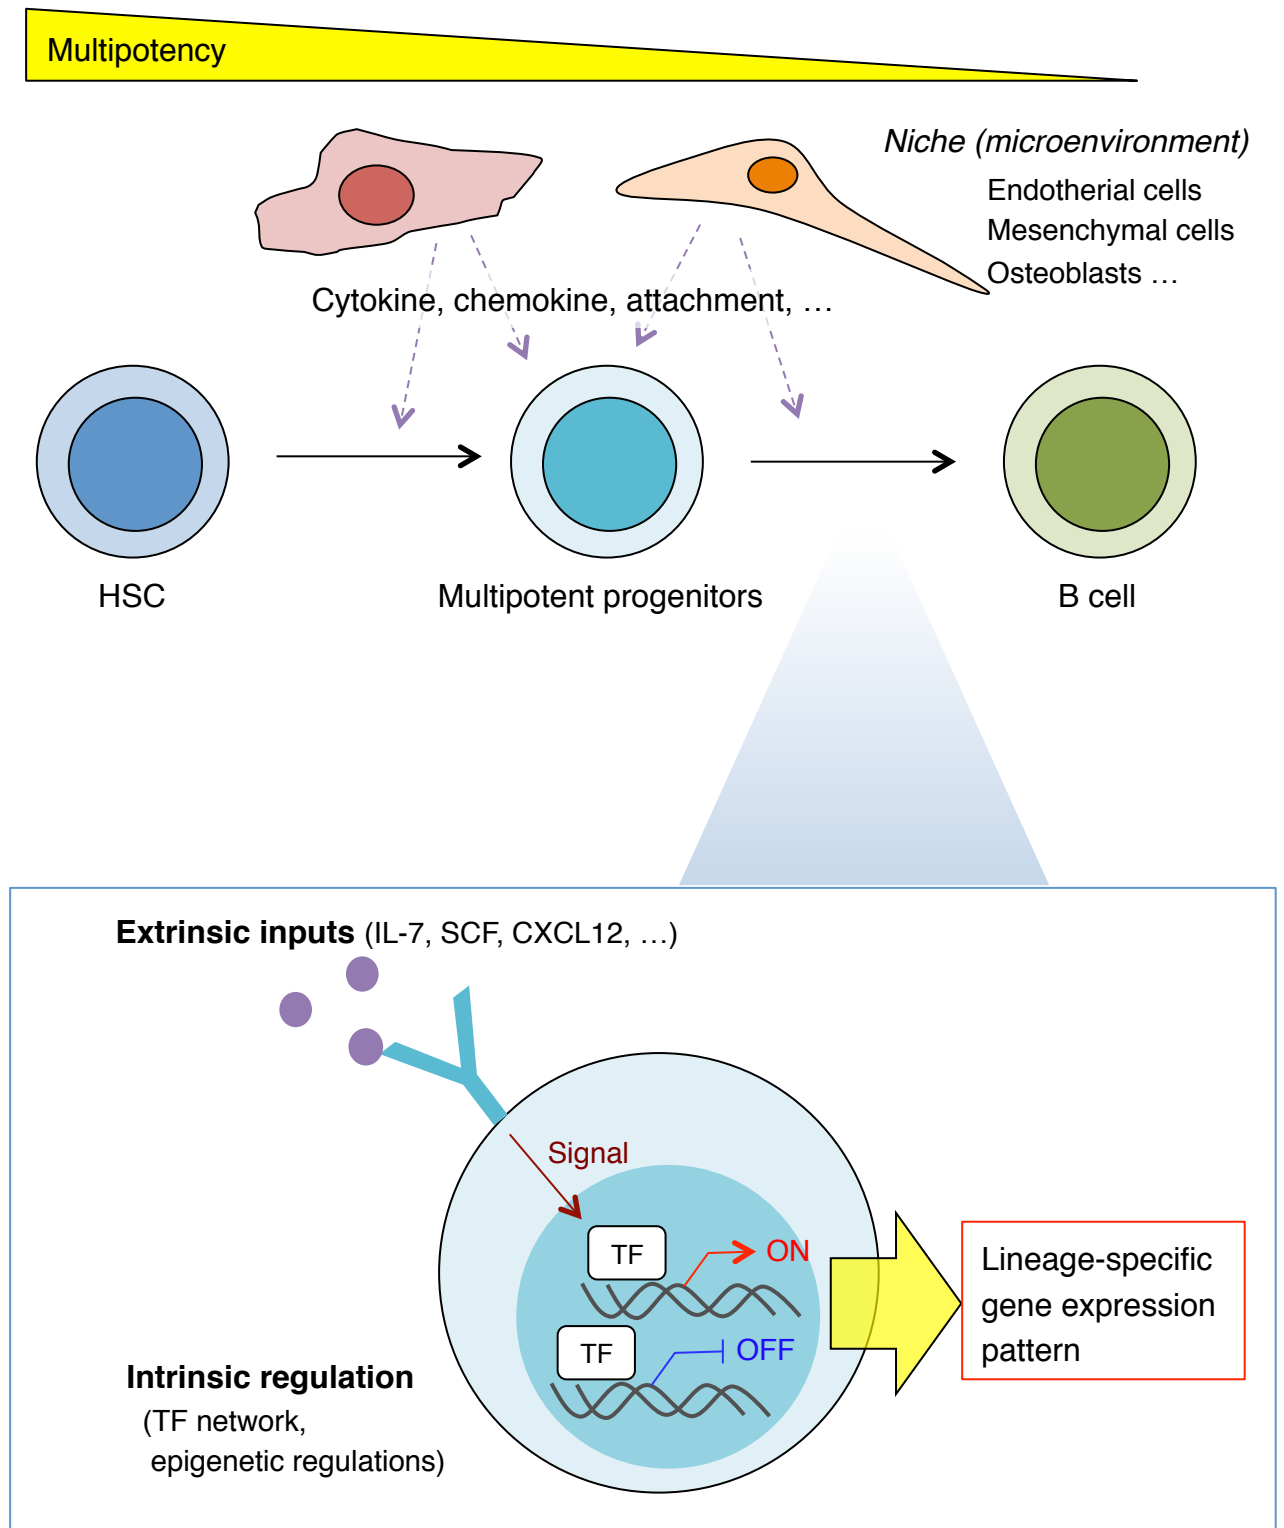 Multipotency
Niche (microenvironment)
Endotherial cells
Mesenchymal cells
Osteoblasts …
Cytokine, chemokine, attachment, …
HSC
Multipotent progenitors
B cell
Extrinsic inputs (IL-7, SCF, CXCL12, …)
Signal
TF
ON
TF
OFF
Lineage-specific
gene expression
pattern
Intrinsic regulation
(TF network,
epigenetic regulations)